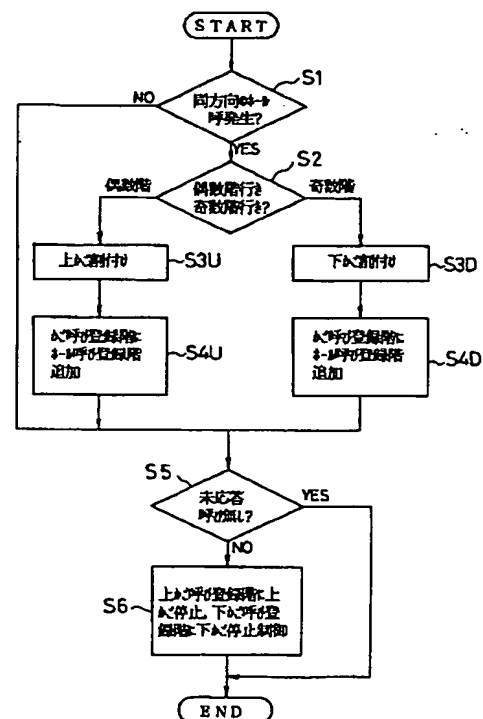 START
S1
NO
両方向のホール
呼発生?
YES
S2
偶数階
偶数階行き
奇数階行き?
奇数階
上かご割付け
S3U
下かご割付け
S3D
かご呼び登録階に
ホール呼び登録階
追加
S4U
かご呼び登録階に
ホール呼び登録階
追加
S4D
S5
未応答
呼び無し?
YES
NO
上かご呼び登録階に上
かご停止、下かご呼び登
録階に下かご停止制御
S6
END